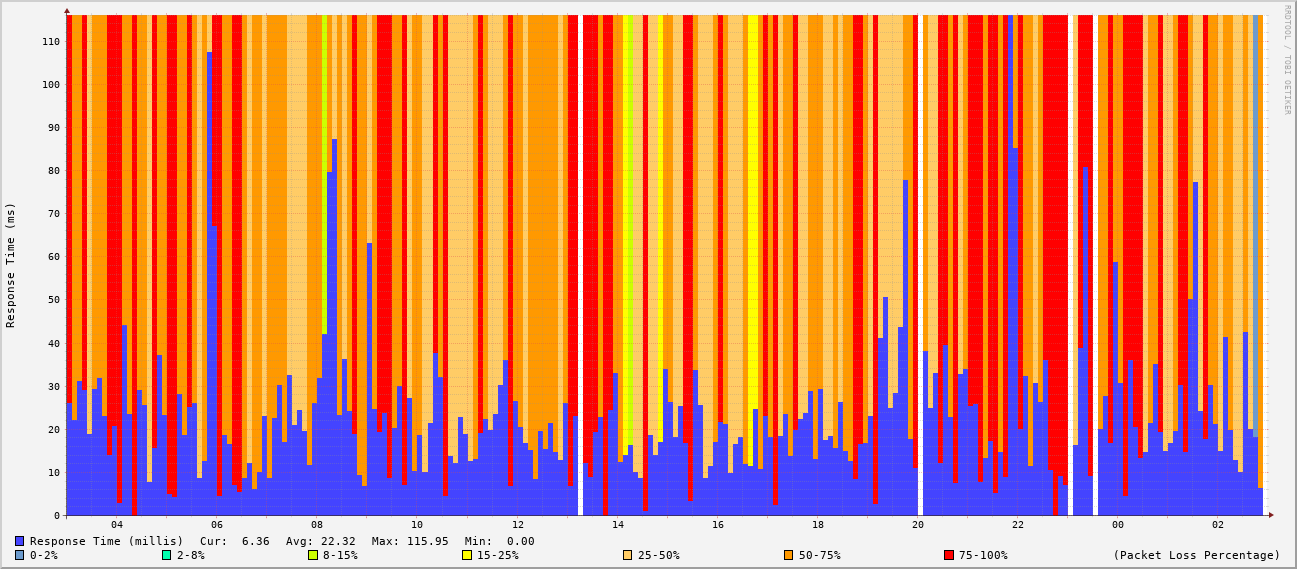 RRDTOOL / TOBI OETIKER
Response Time (ms)
110
100
90
80
70
60
50
40
30
20
10
0
04 06 08 10 12 14 16 18 20 22 00 02
Response Time (millis) Cur: 6.36 Avg: 22.32 Max: 115.95 Min: 0.00
0-2% 2-8% 8-15% 15-25% 25-50% 50-75% 75-100% (Packet Loss Percentage)